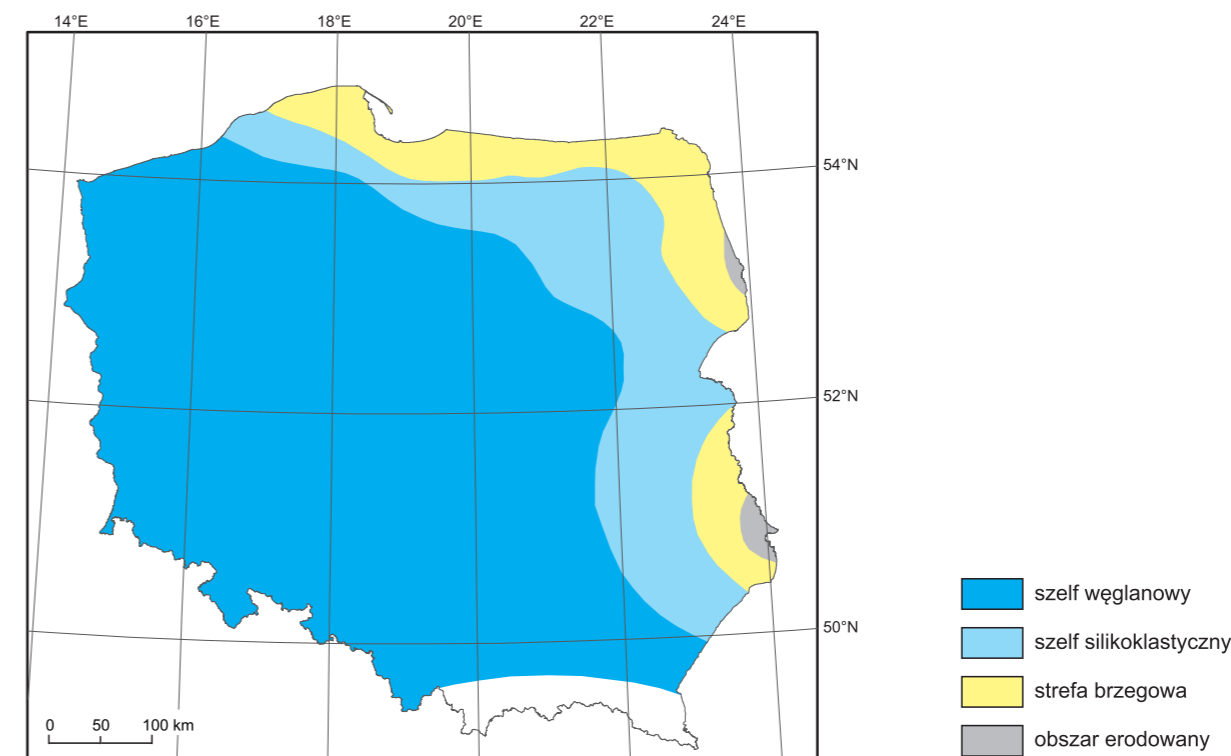 14°E 16°E 18°E 20°E 22°E 24°E
54°N
52°N
50°N
szelf węglanowy
szelf silikoklastyczny
strefa brzegowa
obszar erodowany
0 50 100 km